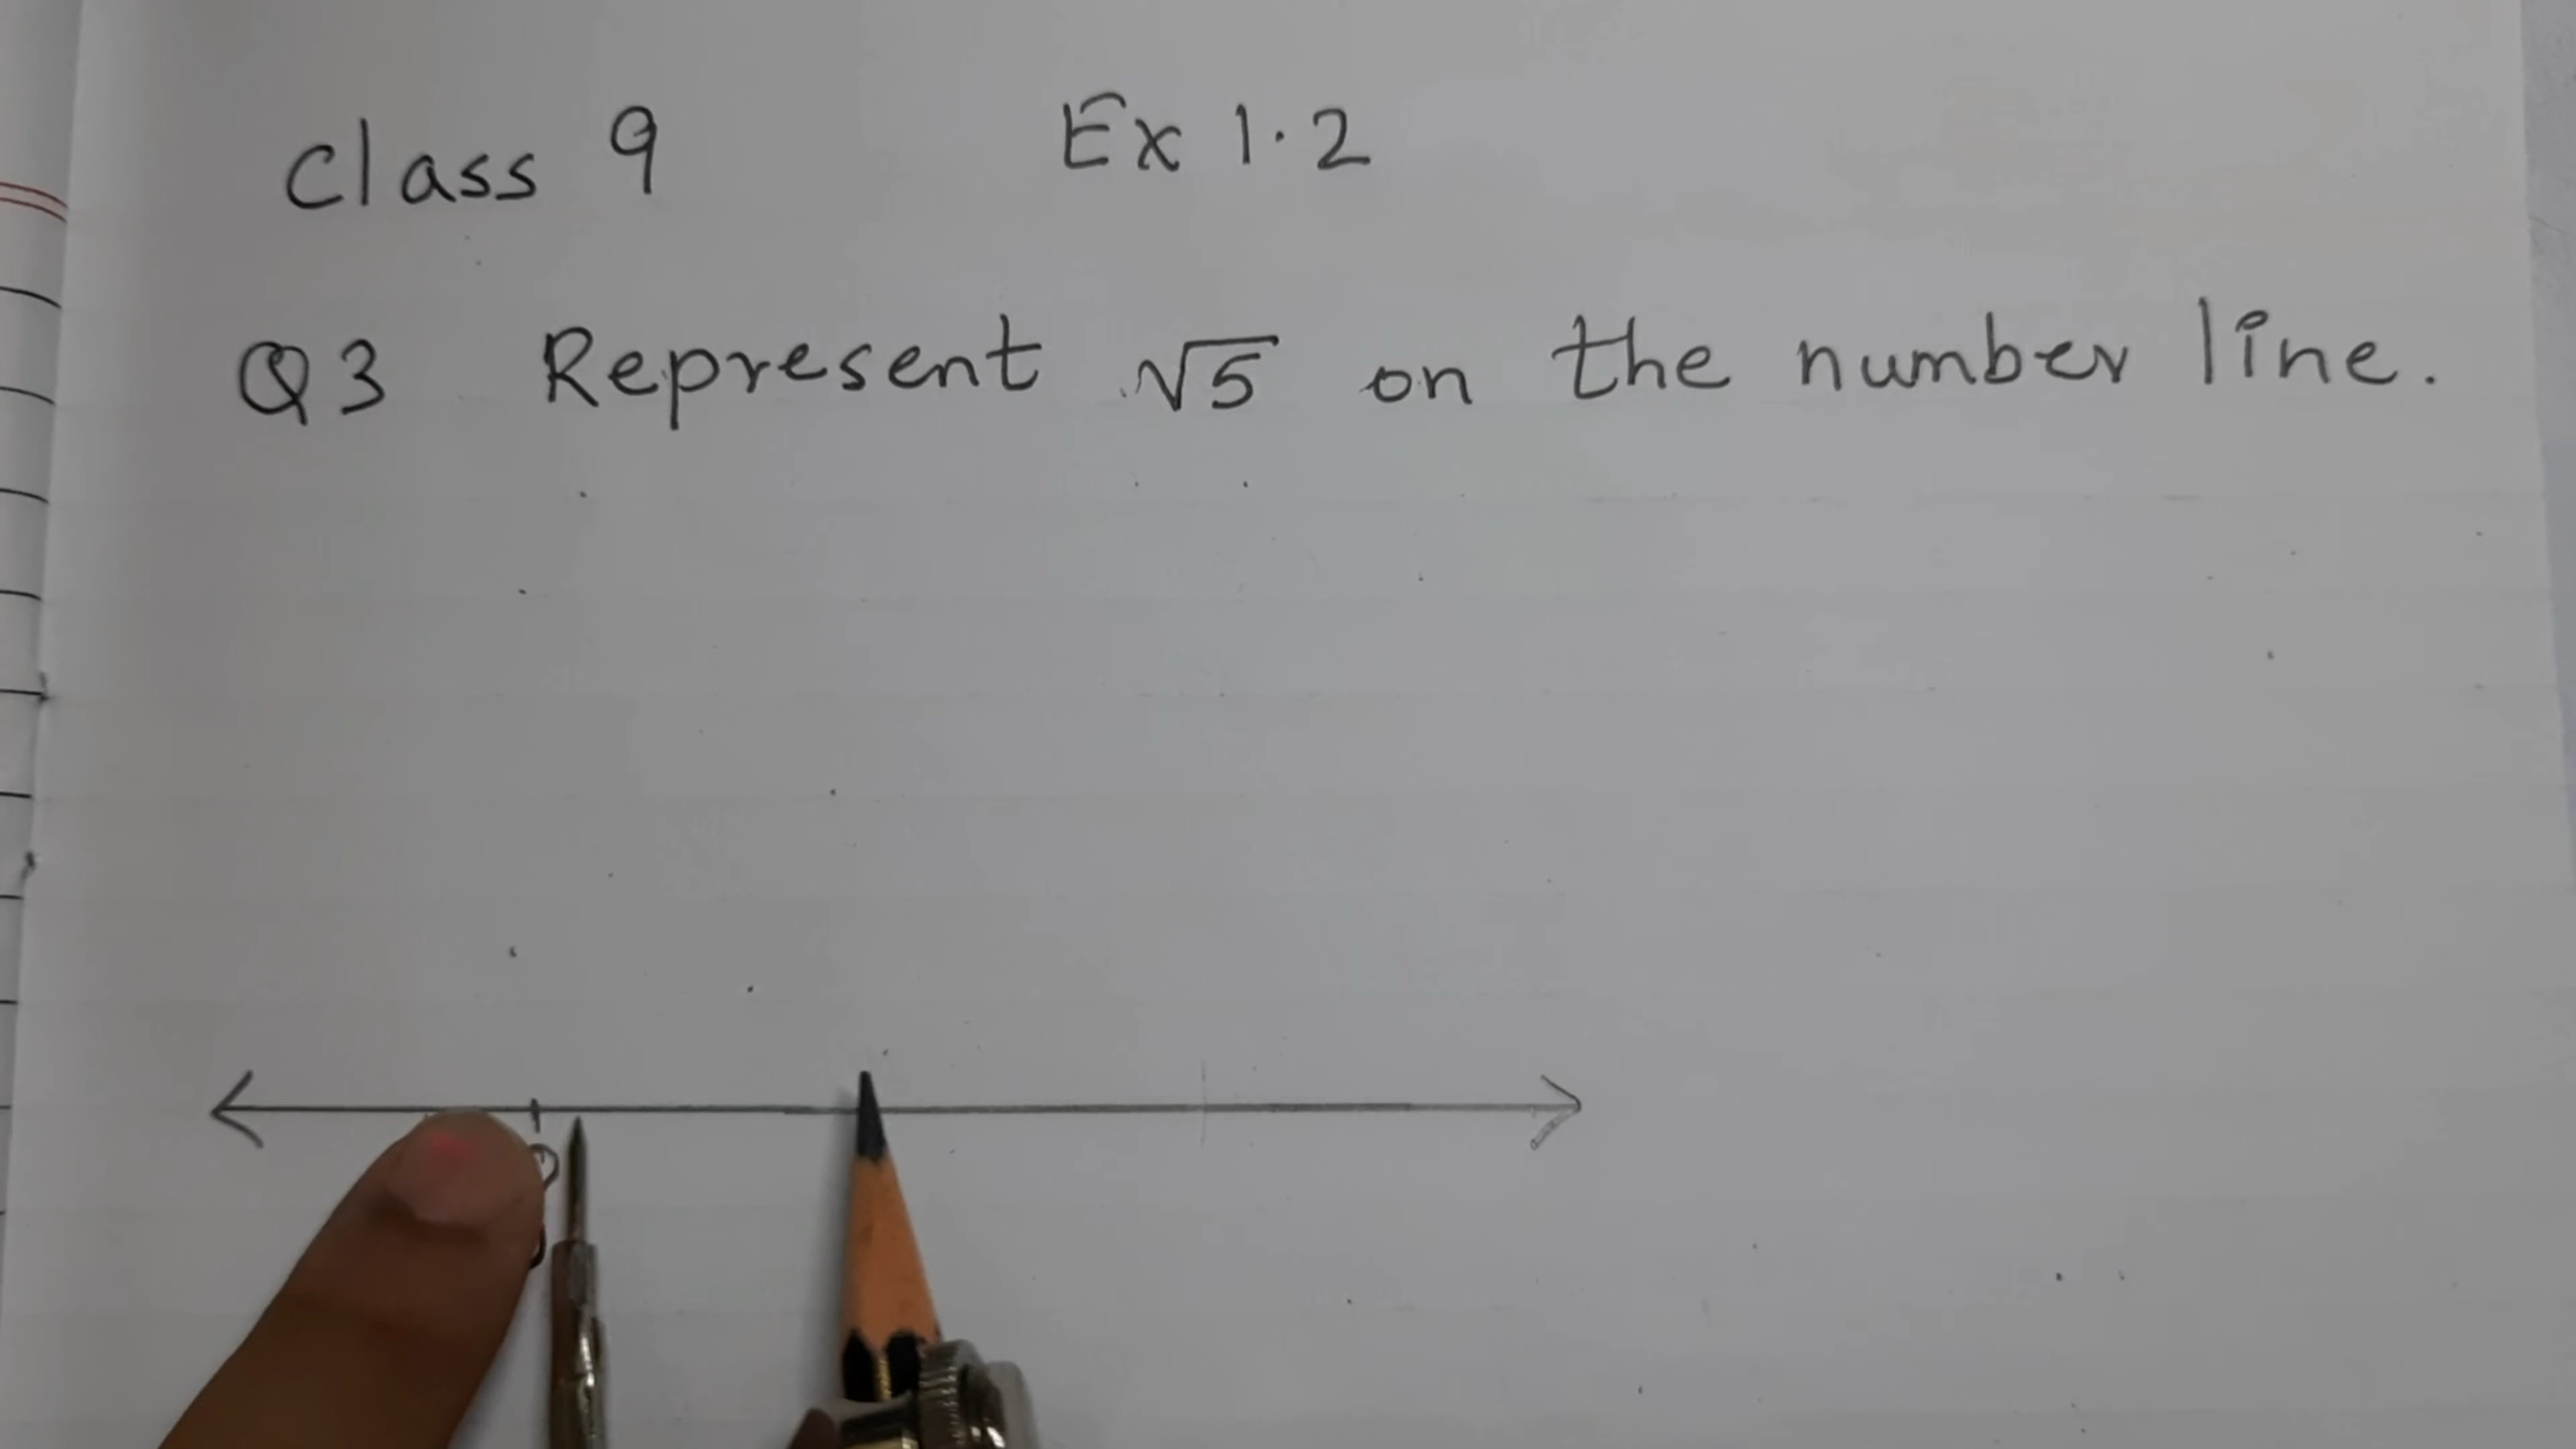 Class 9 Ex 1.2
Q3 Represent √5 on the number line.